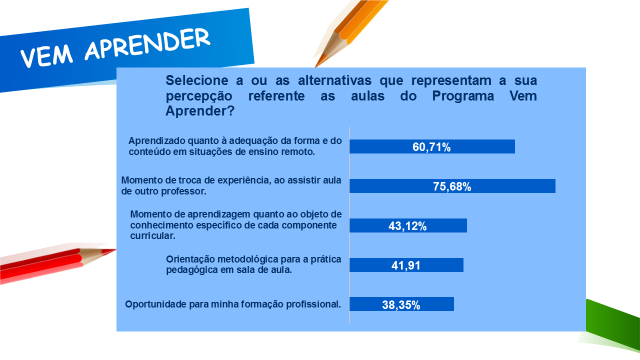 VEM APRENDER
Selecione a ou as alternativas que representam a sua
percepção referente as aulas do Programa Vem
Aprender?
Aprendizado quanto à adequação da forma e do
conteúdo em situações de ensino remoto.
60,71%
Momento de troca de experiência, ao assistir aula
de outro professor.
75,68%
Momento de aprendizagem quanto ao objeto de
conhecimento específico de cada componente
curricular.
43,12%
Orientação metodológica para a prática
pedagógica em sala de aula.
41,91
Oportunidade para minha formação profissional.
38,35%